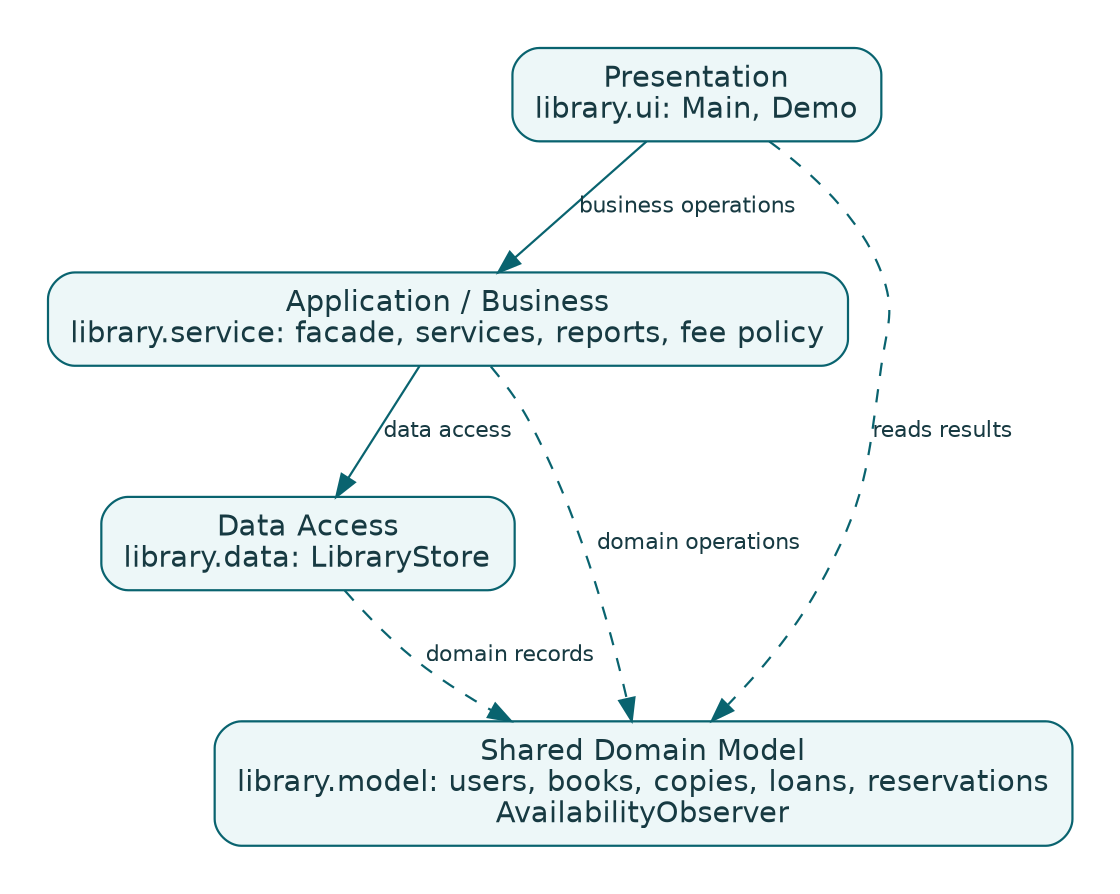 Presentation
library.ui: Main, Demo
business operations
Application / Business
library.service: facade, services, reports, fee policy
data access
reads results
Data Access
library.data: LibraryStore
domain operations
domain records
Shared Domain Model
library.model: users, books, copies, loans, reservations
AvailabilityObserver